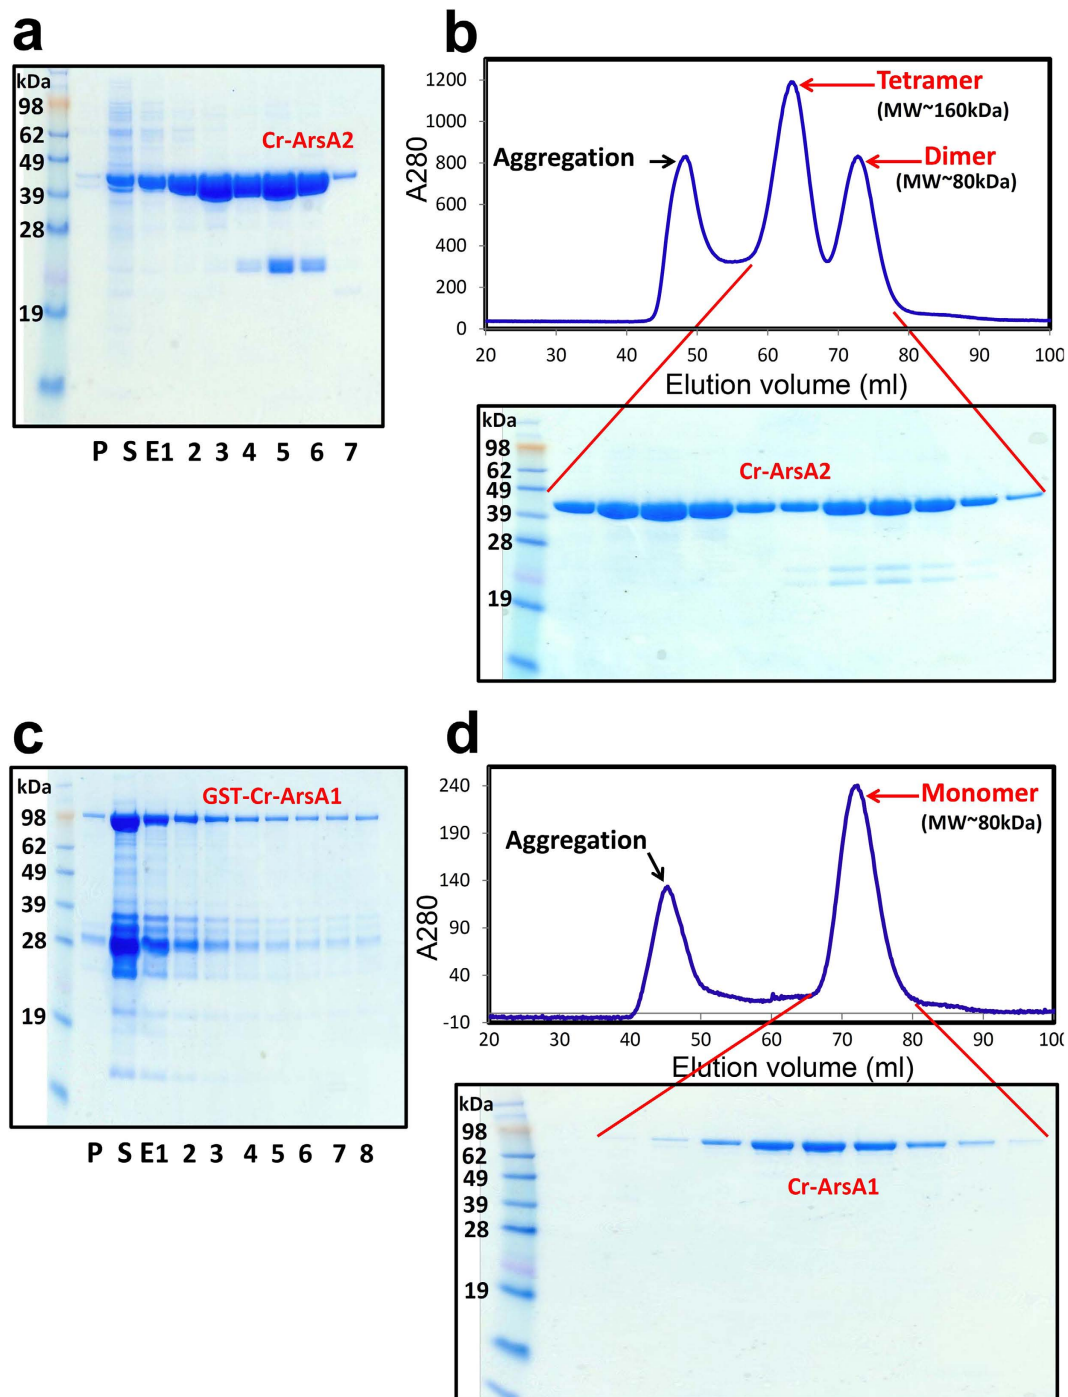 a
kDa
98
62
49
39
28
19
Cr-ArsA2
P S E1 2 3 4 5 6 7
b
A280
1200
1000
800
600
400
200
0
Aggregation
Tetramer
(MW~160kDa)
Dimer
(MW~80kDa)
20 30 40 50 60 70 80 90 100
Elution volume (ml)
kDa
98
62
49
39
28
19
Cr-ArsA2
c
kDa
98
62
49
39
28
19
GST-Cr-ArsA1
P S E1 2 3 4 5 6 7 8
d
A280
240
190
140
90
40
-10
Aggregation
Monomer
(MW~80kDa)
20 30 40 50 60 70 80 90 100
Elution volume (ml)
kDa
98
62
49
39
28
19
Cr-ArsA1